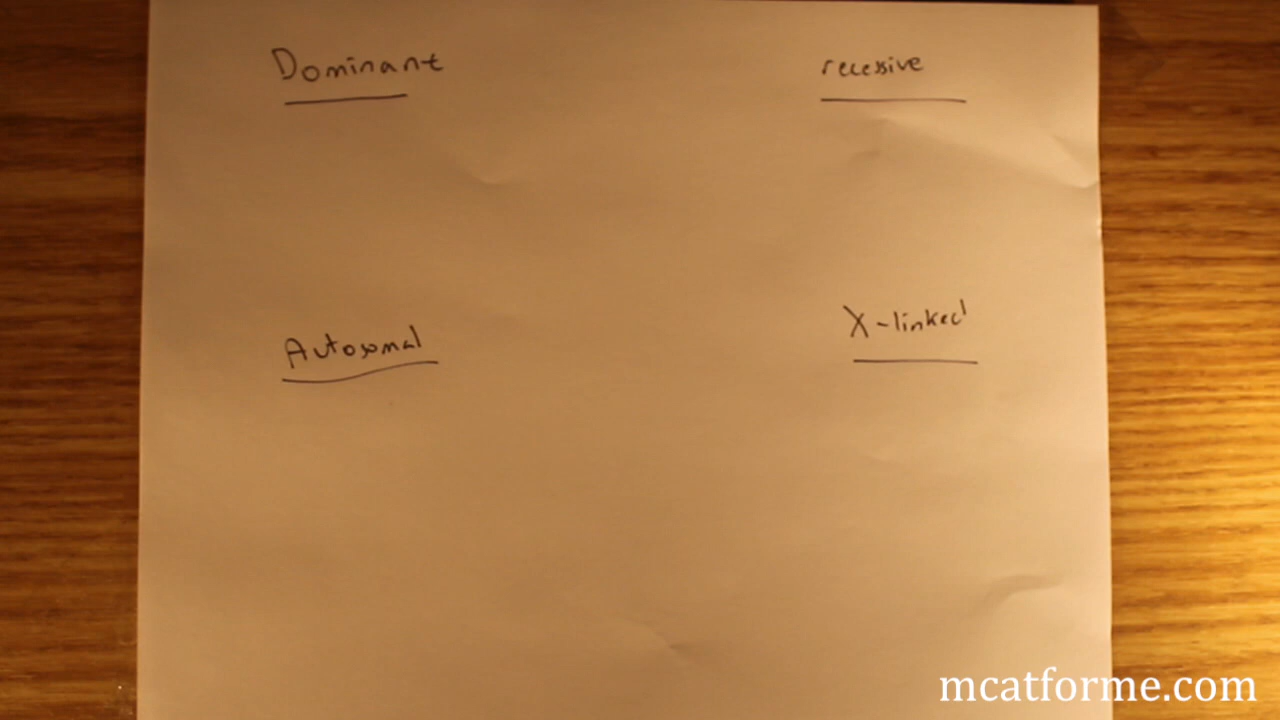 Dominant
recessive
Autosomal
X-linked
mcatforme.com